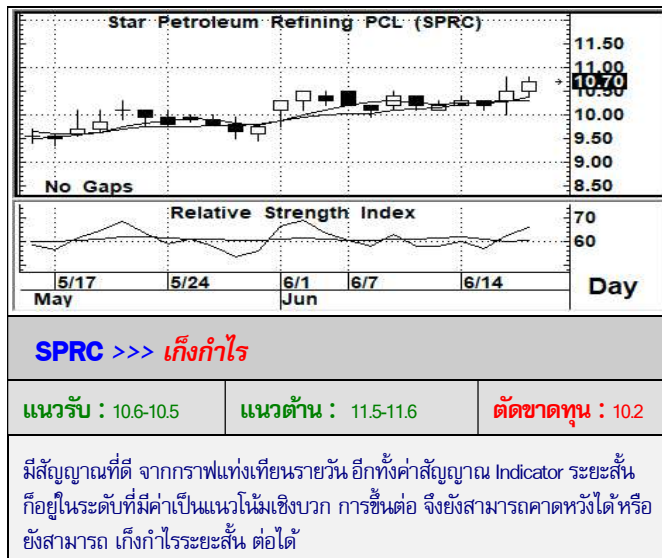 Star Petroleum Refining PCL (SPRC)
11.50
11.00
10.70
10.50
10.00
9.50
9.00
8.50
No Gaps
Relative Strength Index
70
60
5/17 5/24 6/1 6/7 6/14
May Jun
Day
SPRC >>> เก็งกำไร
แนวรับ : 10.6-10.5 แนวต้าน : 11.5-11.6 ตัดขาดทุน : 10.2
มีสัญญาณที่ดี จากกราฟแท่งเทียนรายวัน อีกทั้งค่าสัญญาณ Indicator ระยะสั้น
ก็อยู่ในระดับที่มีค่าเป็นแนวโน้มเชิงบวก การขึ้นต่อ จึงยังสามารถคาดหวังได้หรือ
ยังสามารถ เก็งกำไรระยะสั้น ต่อได้